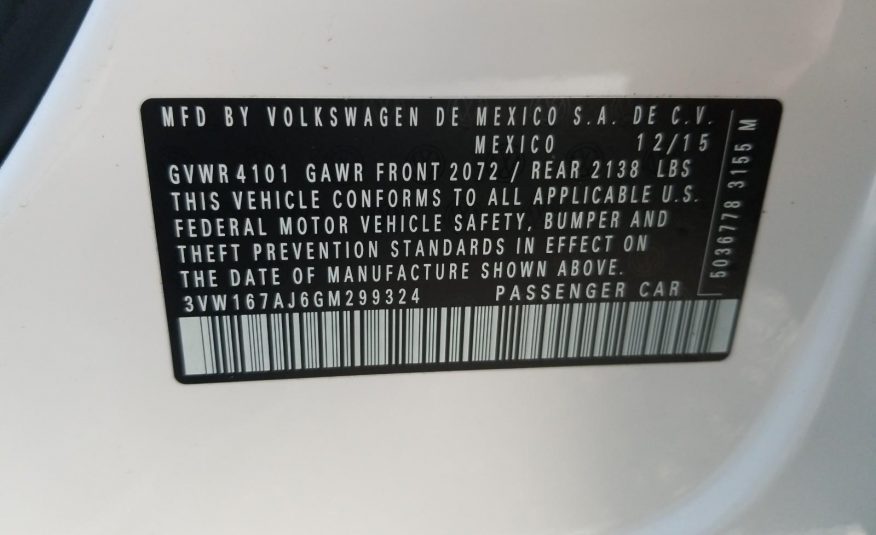 MFD BY VOLKSWAGEN DE MEXICO S.A. DE C.V.
MEXICO 12/15
GVWR 4101 GAWR FRONT 2072 / REAR 2138 LBS
THIS VEHICLE CONFORMS TO ALL APPLICABLE U.S.
FEDERAL MOTOR VEHICLE SAFETY, BUMPER AND
THEFT PREVENTION STANDARDS IN EFFECT ON
THE DATE OF MANUFACTURE SHOWN ABOVE.
3VW167AJ6GM299324 PASSENGER CAR
5036778 3155 M